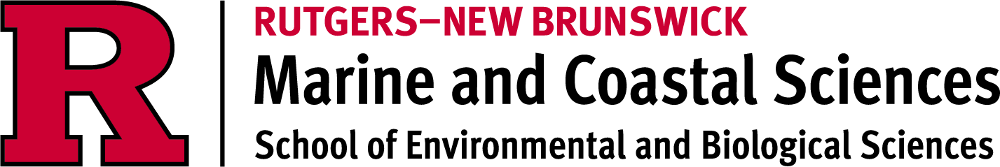 R
RUTGERS–NEW BRUNSWICK
Marine and Coastal Sciences
School of Environmental and Biological Sciences